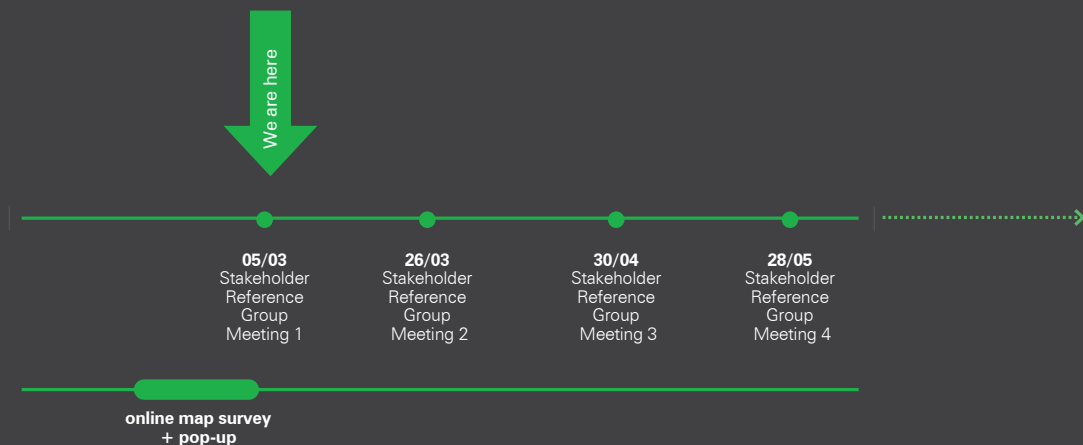 We are here
05/03
Stakeholder
Reference
Group
Meeting 1
26/03
Stakeholder
Reference
Group
Meeting 2
30/04
Stakeholder
Reference
Group
Meeting 3
28/05
Stakeholder
Reference
Group
Meeting 4
online map survey
+ pop-up